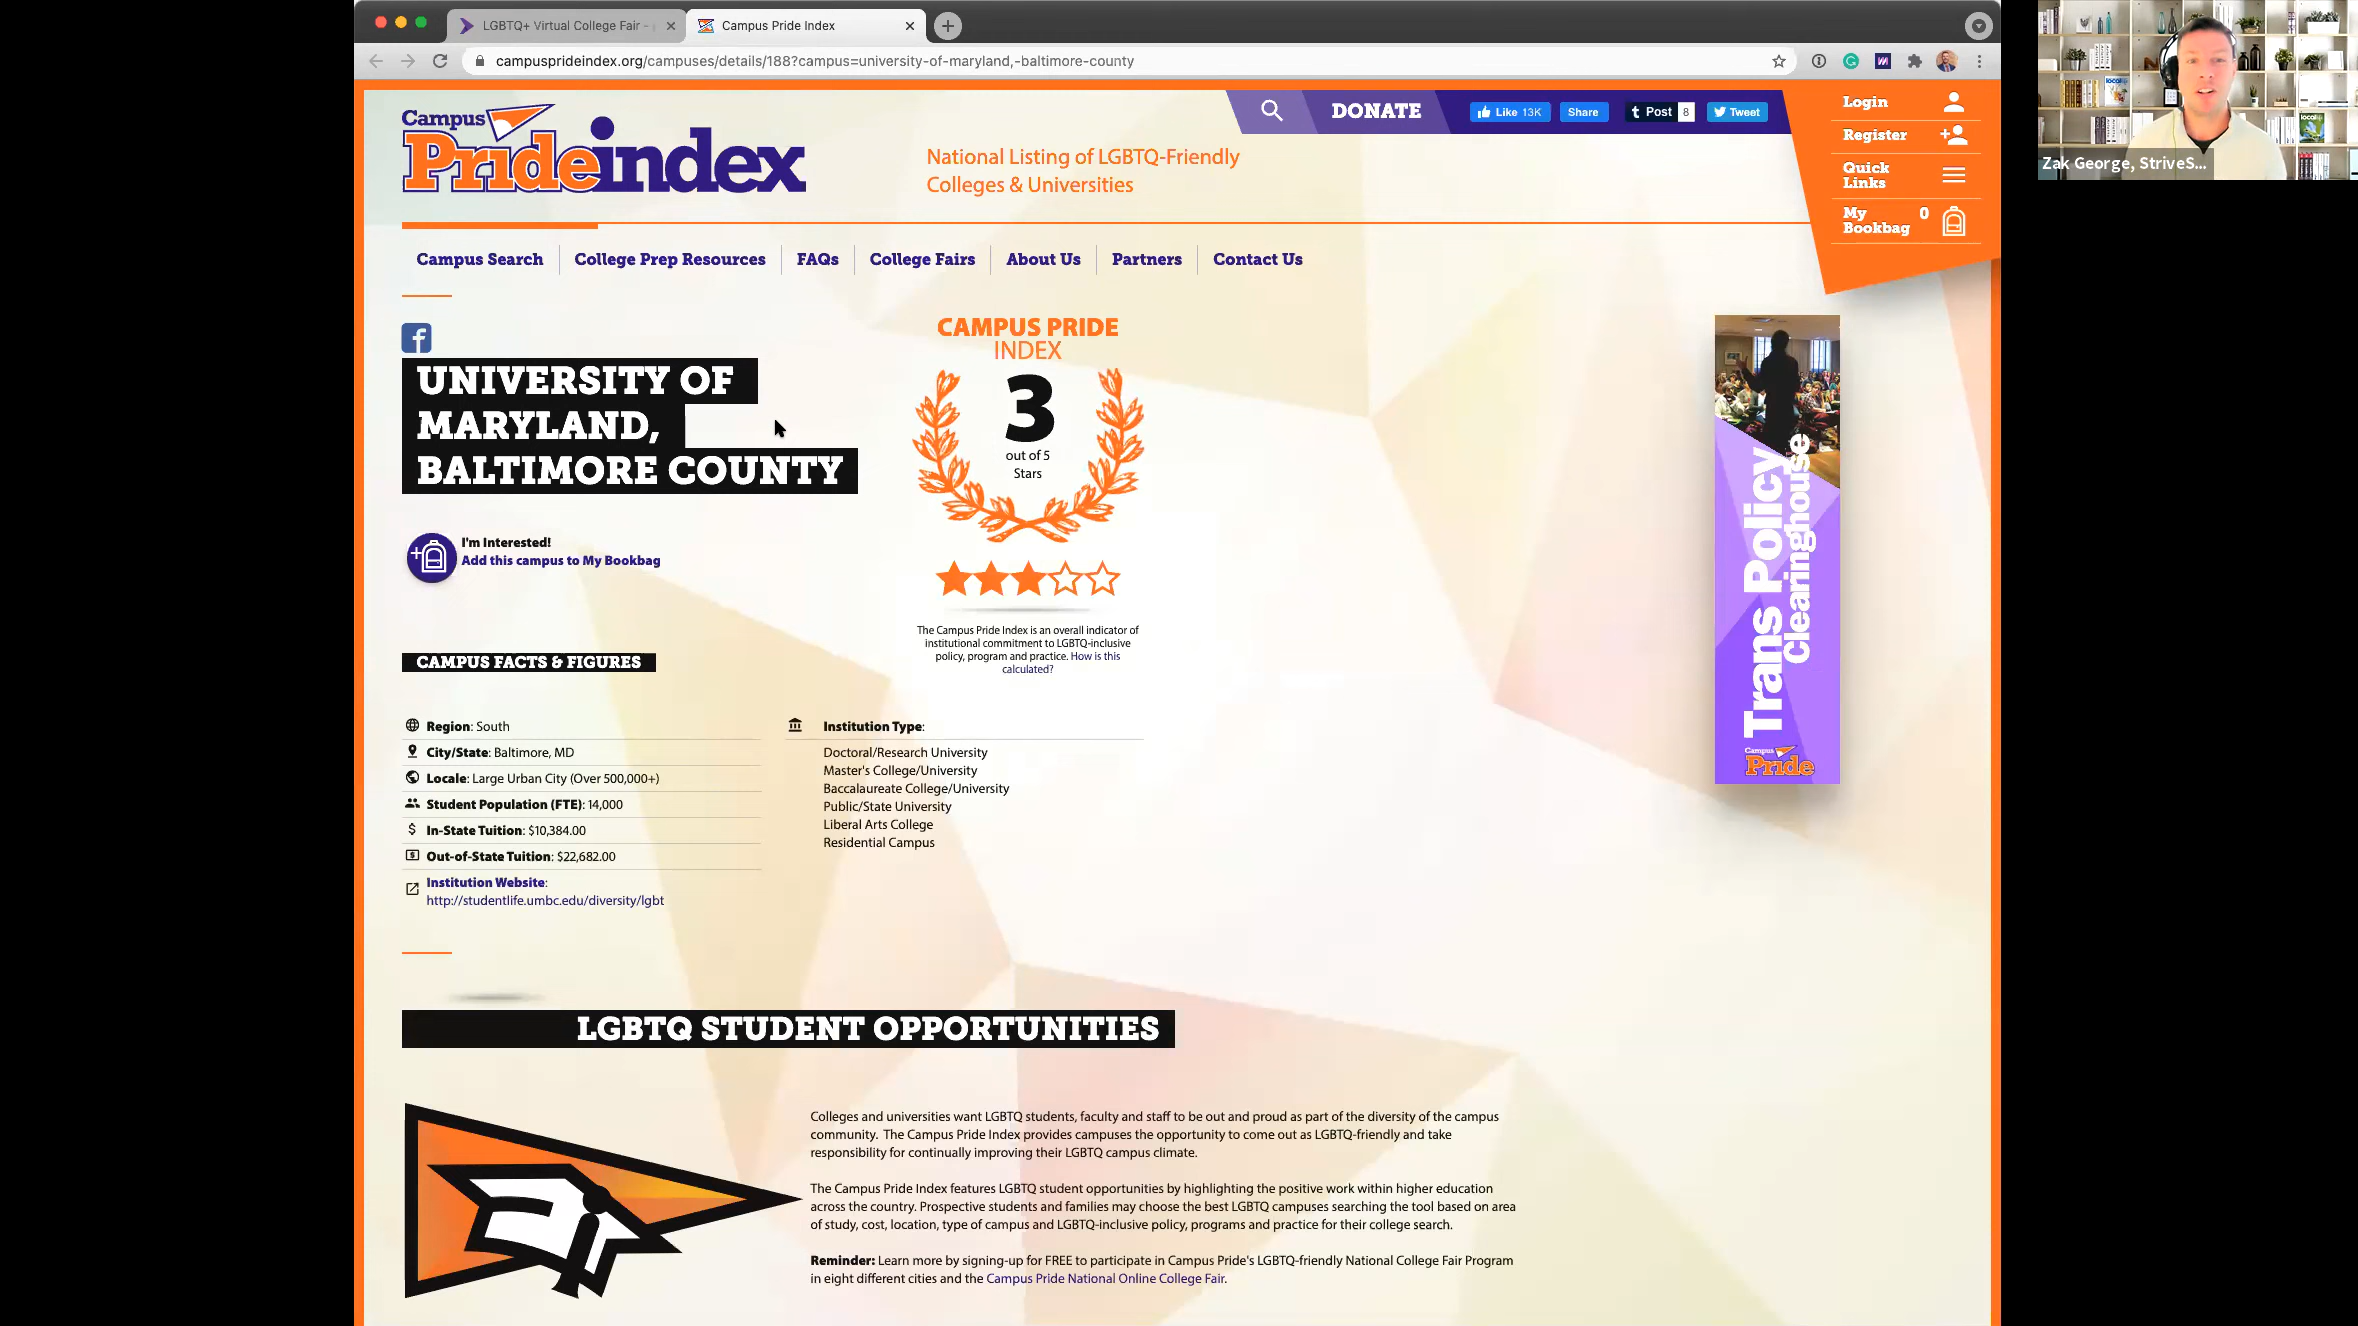 LGBTQ+ Virtual College Fair -
Campus Pride Index
campusprideindex.org/campuses/details/188?campus=university-of-maryland,-baltimore-county
Campus
Prideindex
National Listing of LGBTQ-Friendly
Colleges & Universities
DONATE
Like 13K
Share
Post
8
Tweet
Login
Register
Quick
Links
My
Bookbag
0
Zak George, StriveS...
Campus Search
College Prep Resources
FAQs
College Fairs
About Us
Partners
Contact Us
UNIVERSITY OF
MARYLAND,
BALTIMORE COUNTY
CAMPUS PRIDE
INDEX
3
out of 5
Stars
I'm Interested!
Add this campus to My Bookbag
The Campus Pride Index is an overall indicator of
institutional commitment to LGBTQ-inclusive
policy, program and practice. How is this
calculated?
Trans Policy
Clearinghouse
Campus
Pride
CAMPUS FACTS & FIGURES
Region: South
City/State: Baltimore, MD
Locale: Large Urban City (Over 500,000+)
Student Population (FTE): 14,000
In-State Tuition: $10,384.00
Out-of-State Tuition: $22,682.00
Institution Website:
http://studentlife.umbc.edu/diversity/lgbt
Institution Type:
Doctoral/Research University
Master's College/University
Baccalaureate College/University
Public/State University
Liberal Arts College
Residential Campus
LGBTQ STUDENT OPPORTUNITIES
Colleges and universities want LGBTQ students, faculty and staff to be out and proud as part of the diversity of the campus
community. The Campus Pride Index provides campuses the opportunity to come out as LGBTQ-friendly and take
responsibility for continually improving their LGBTQ campus climate.
The Campus Pride Index features LGBTQ student opportunities by highlighting the positive work within higher education
across the country. Prospective students and families may choose the best LGBTQ campuses searching the tool based on area
of study, cost, location, type of campus and LGBTQ-inclusive policy, programs and practice for their college search.
Reminder: Learn more by signing-up for FREE to participate in Campus Pride's LGBTQ-friendly National College Fair Program
in eight different cities and the Campus Pride National Online College Fair.